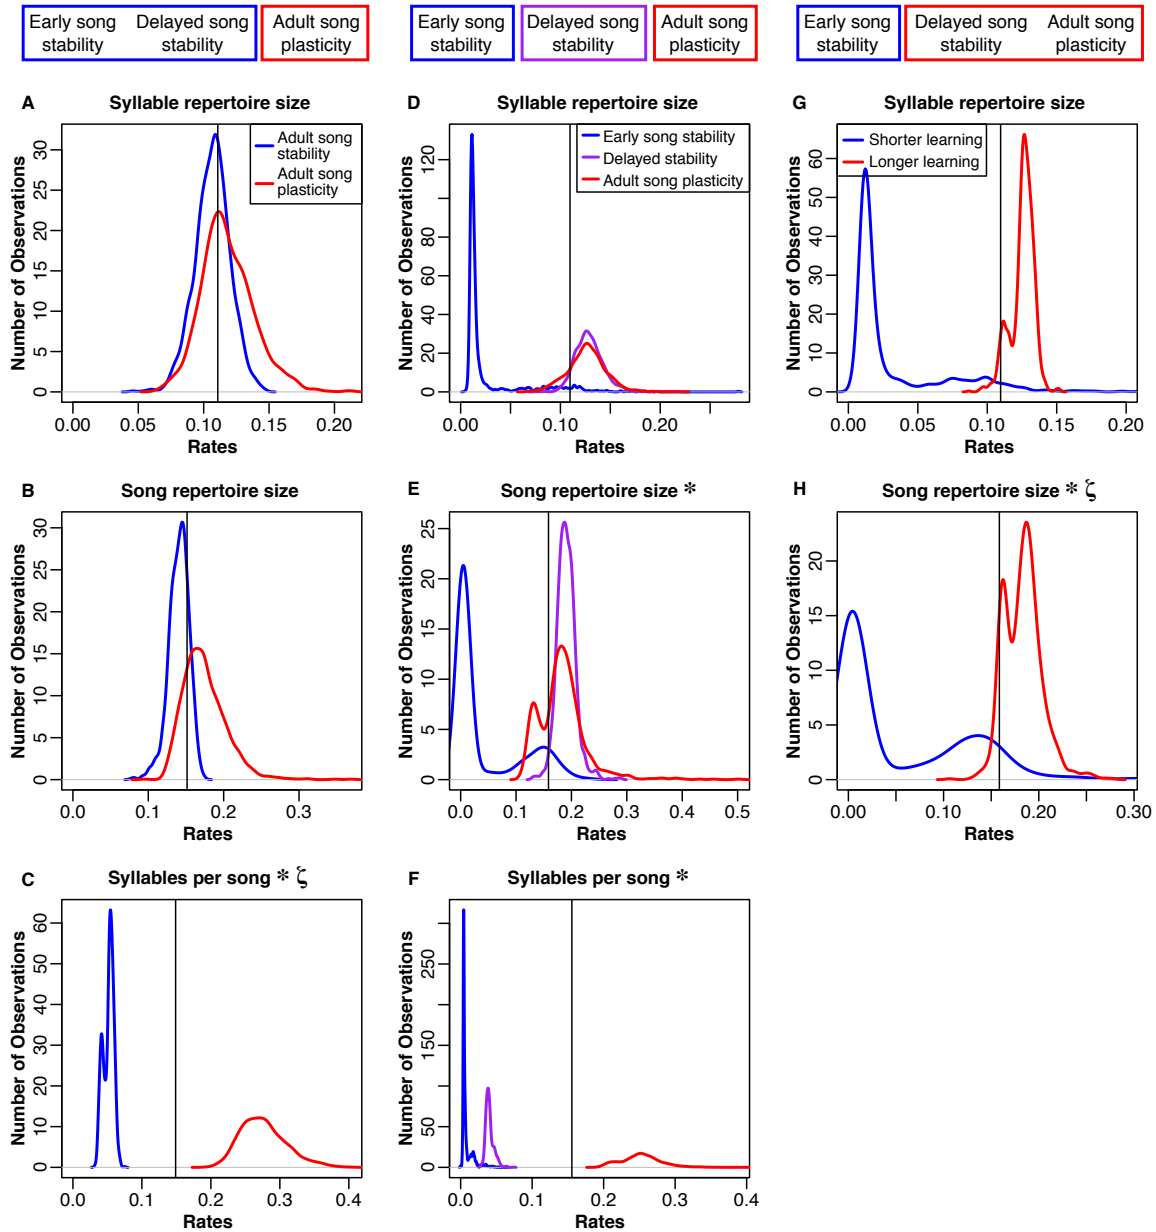 Early song Delayed song Adult song
stability stability plasticity
Early song Delayed song Adult song
stability stability plasticity
Early song Delayed song Adult song
stability stability plasticity
A Syllable repertoire size
Adult song
stability
Adult song
plasticity
Number of Observations
0 5 10 15 20 25 30
0.00 0.05 0.10 0.15 0.20
Rates
D Syllable repertoire size
Early song stability
Delayed stability
Adult song plasticity
Number of Observations
0 20 40 60 80 120
0.00 0.10 0.20
Rates
G Syllable repertoire size
Shorter learning
Longer learning
Number of Observations
0 10 20 30 40 50 60
0.00 0.05 0.10 0.15 0.20
Rates
B Song repertoire size
Number of Observations
0 5 10 15 20 25 30
0.0 0.1 0.2 0.3
Rates
E Song repertoire size *
Number of Observations
0 5 10 15 20 25
0.0 0.1 0.2 0.3 0.4 0.5
Rates
H Song repertoire size * ζ
Number of Observations
0 5 10 15 20
0.00 0.10 0.20 0.30
Rates
C Syllables per song * ζ
Number of Observations
0 10 20 30 40 50 60
0.0 0.1 0.2 0.3 0.4
Rates
F Syllables per song *
Number of Observations
0 50 150 250
0.0 0.1 0.2 0.3 0.4
Rates